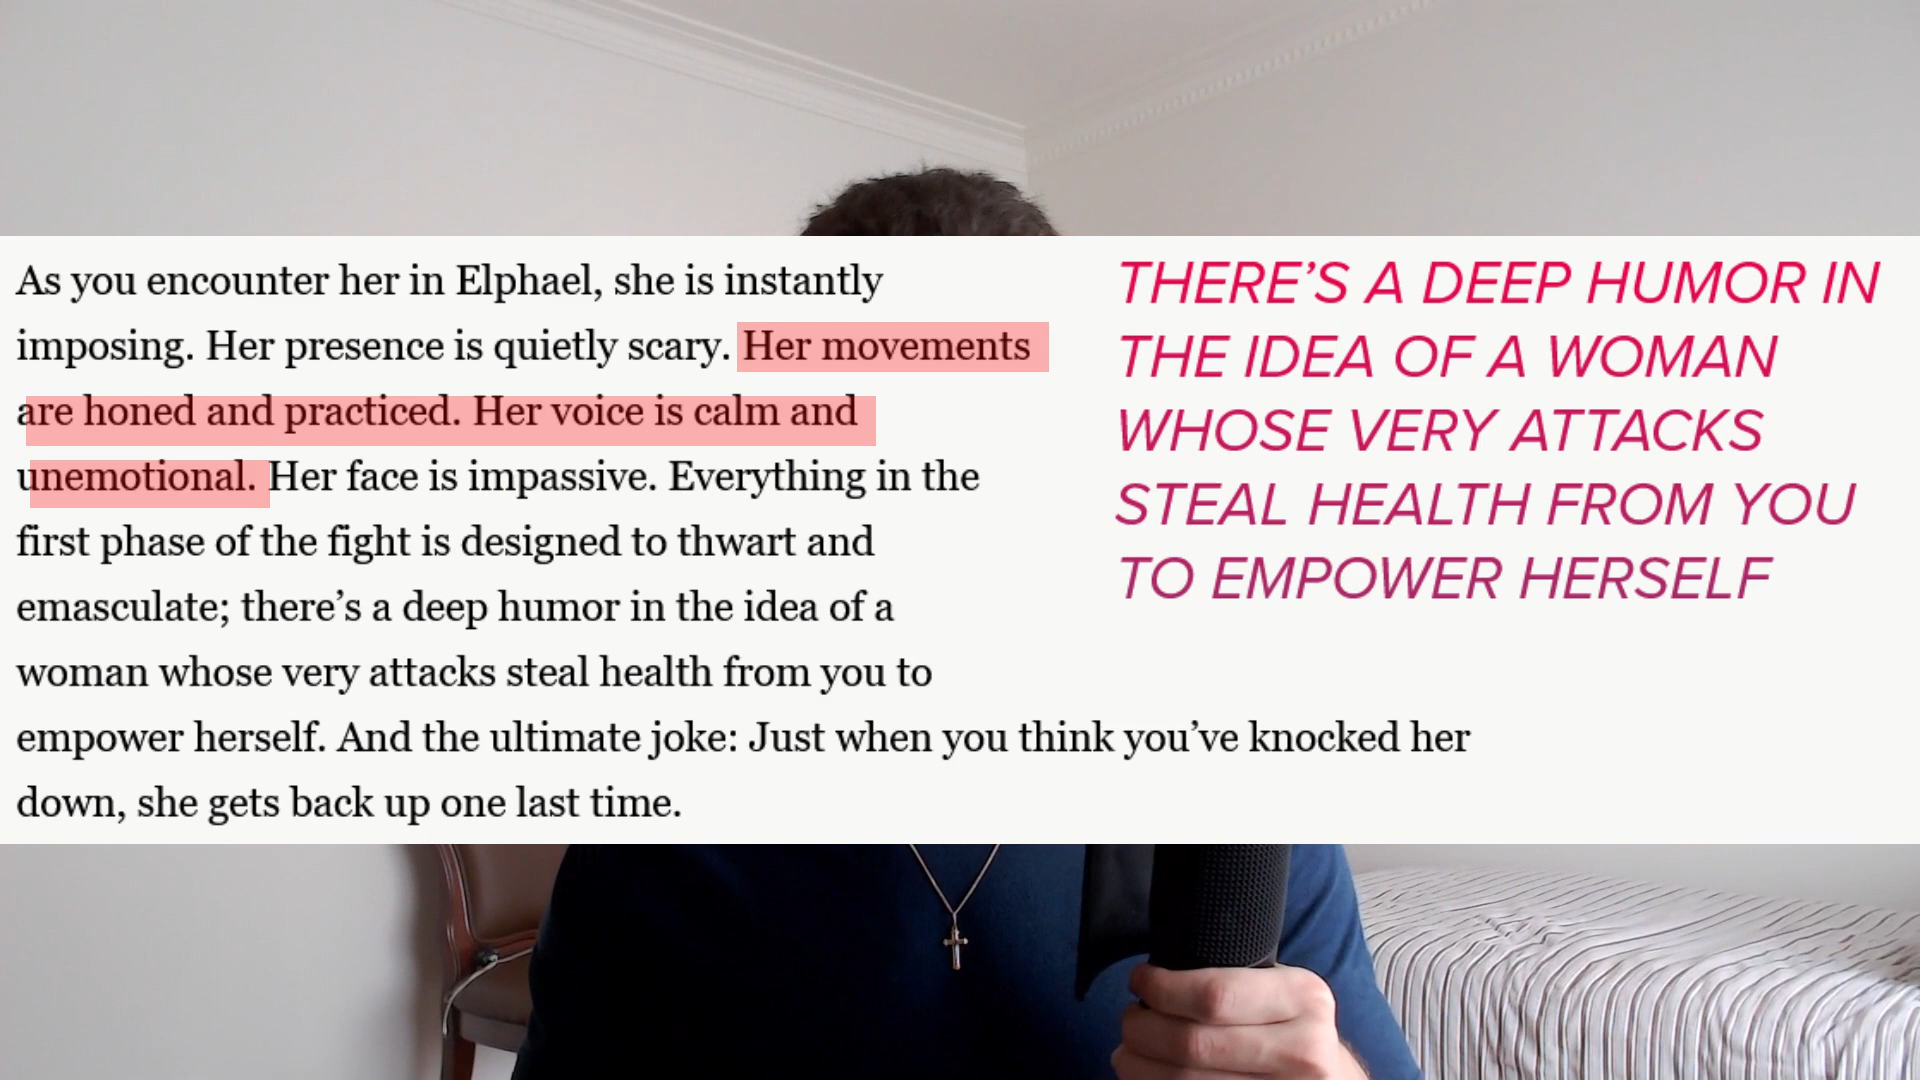 As you encounter her in Elphael, she is instantly
imposing. Her presence is quietly scary. Her movements
are honed and practiced. Her voice is calm and
unemotional. Her face is impassive. Everything in the
first phase of the fight is designed to thwart and
emasculate; there’s a deep humor in the idea of a
woman whose very attacks steal health from you to
empower herself. And the ultimate joke: Just when you think you’ve knocked her
down, she gets back up one last time.
THERE’S A DEEP HUMOR IN
THE IDEA OF A WOMAN
WHOSE VERY ATTACKS
STEAL HEALTH FROM YOU
TO EMPOWER HERSELF